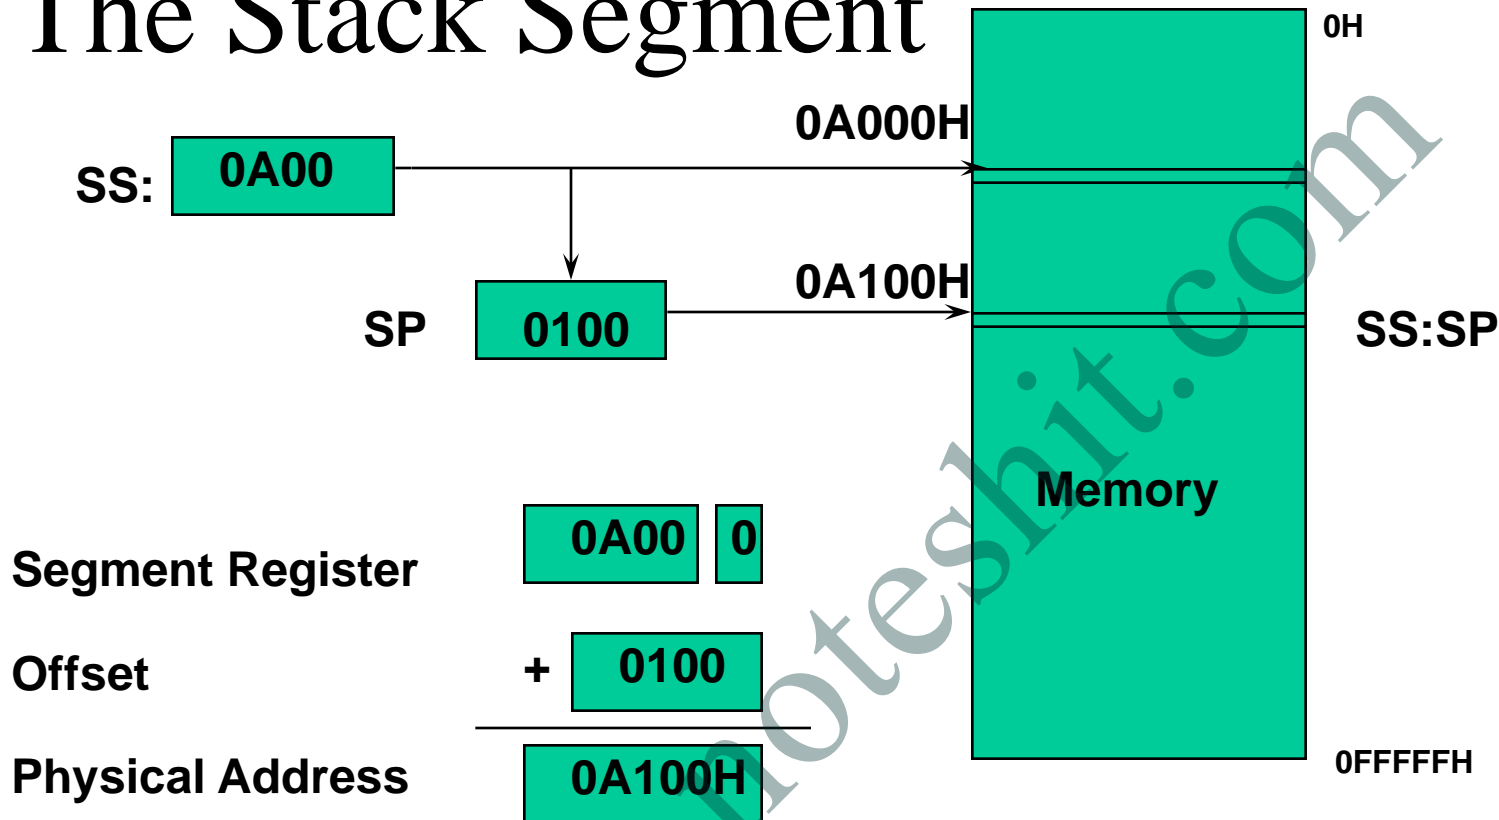 The Stack Segment
0H
0A000H
SS:
0A00
0A100H
SP
0100
SS:SP
Memory
Segment Register
0A00 0
Offset
+ 0100
Physical Address
0A100H
0FFFFFH
noteshit.com